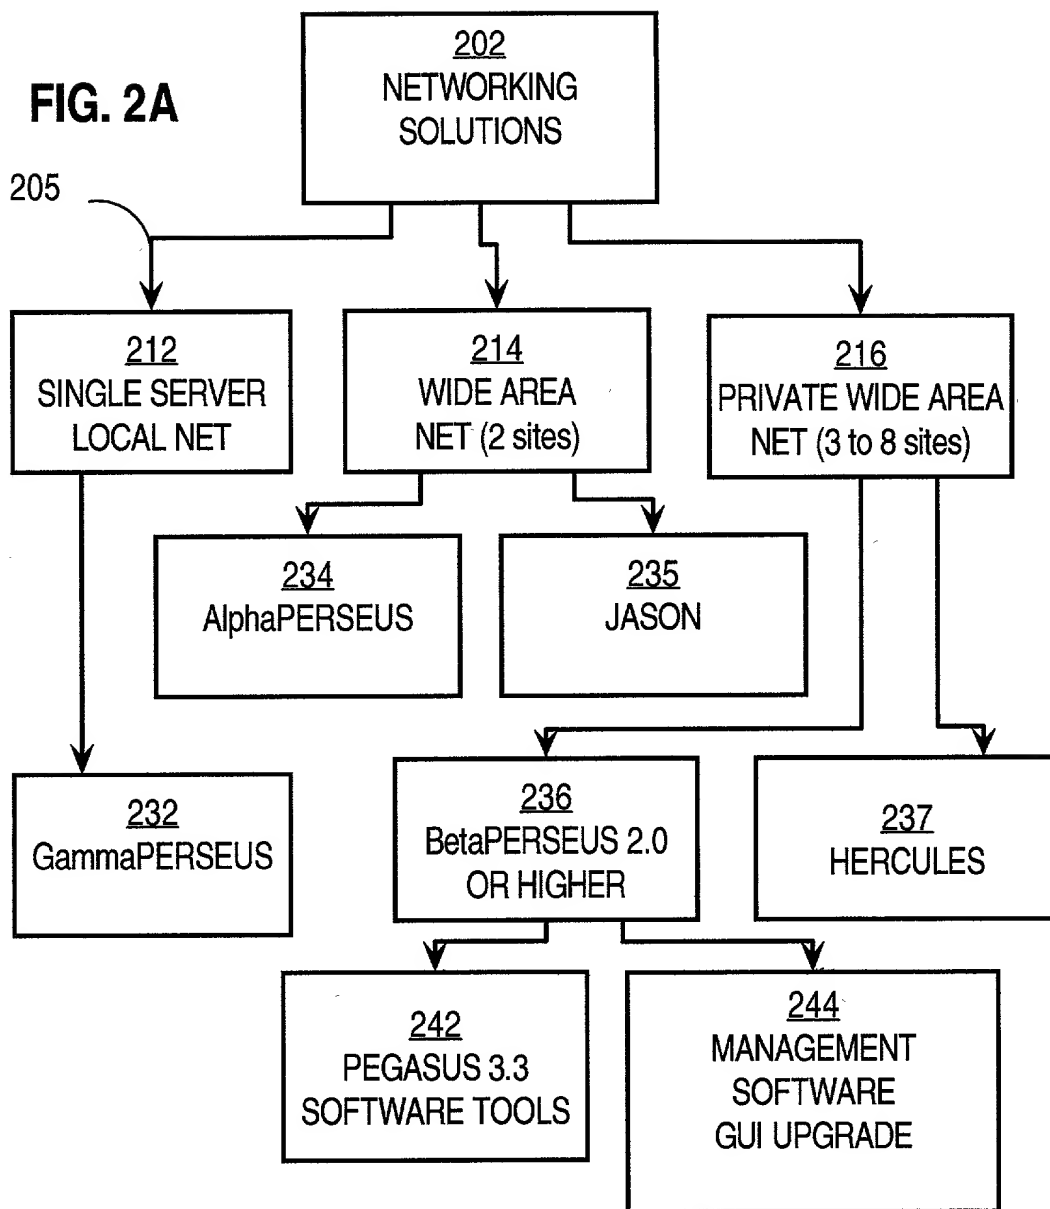 FIG. 2A
202
NETWORKING
SOLUTIONS
205
212
SINGLE SERVER
LOCAL NET
214
WIDE AREA
NET (2 sites)
216
PRIVATE WIDE AREA
NET (3 to 8 sites)
234
AlphaPERSEUS
235
JASON
232
GammaPERSEUS
236
BetaPERSEUS 2.0
OR HIGHER
237
HERCULES
242
PEGASUS 3.3
SOFTWARE TOOLS
244
MANAGEMENT
SOFTWARE
GUI UPGRADE